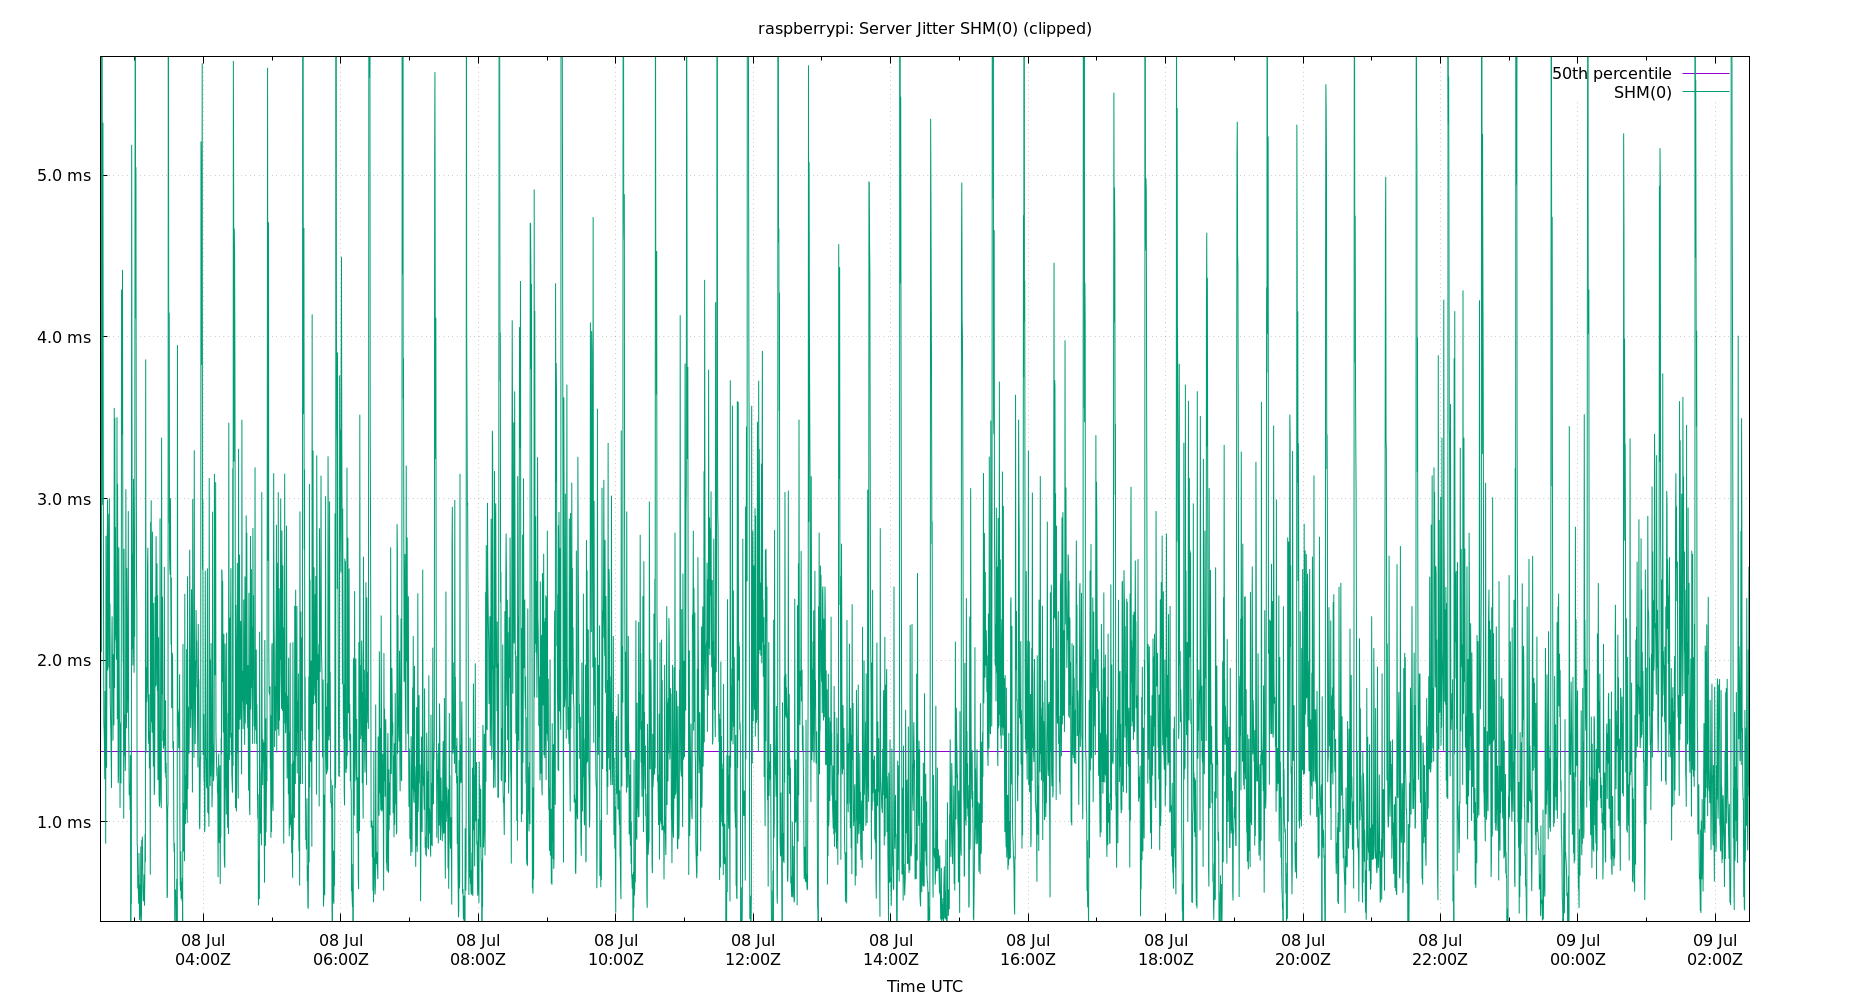 raspberrypi: Server Jitter SHM(0) (clipped)
50th percentile
SHM(0)
5.0 ms
4.0 ms
3.0 ms
2.0 ms
1.0 ms
08 Jul 08 Jul 08 Jul 08 Jul 08 Jul 08 Jul 08 Jul 08 Jul 08 Jul 08 Jul 09 Jul 09 Jul
04:00Z 06:00Z 08:00Z 10:00Z 12:00Z 14:00Z 16:00Z 18:00Z 20:00Z 22:00Z 00:00Z 02:00Z
Time UTC